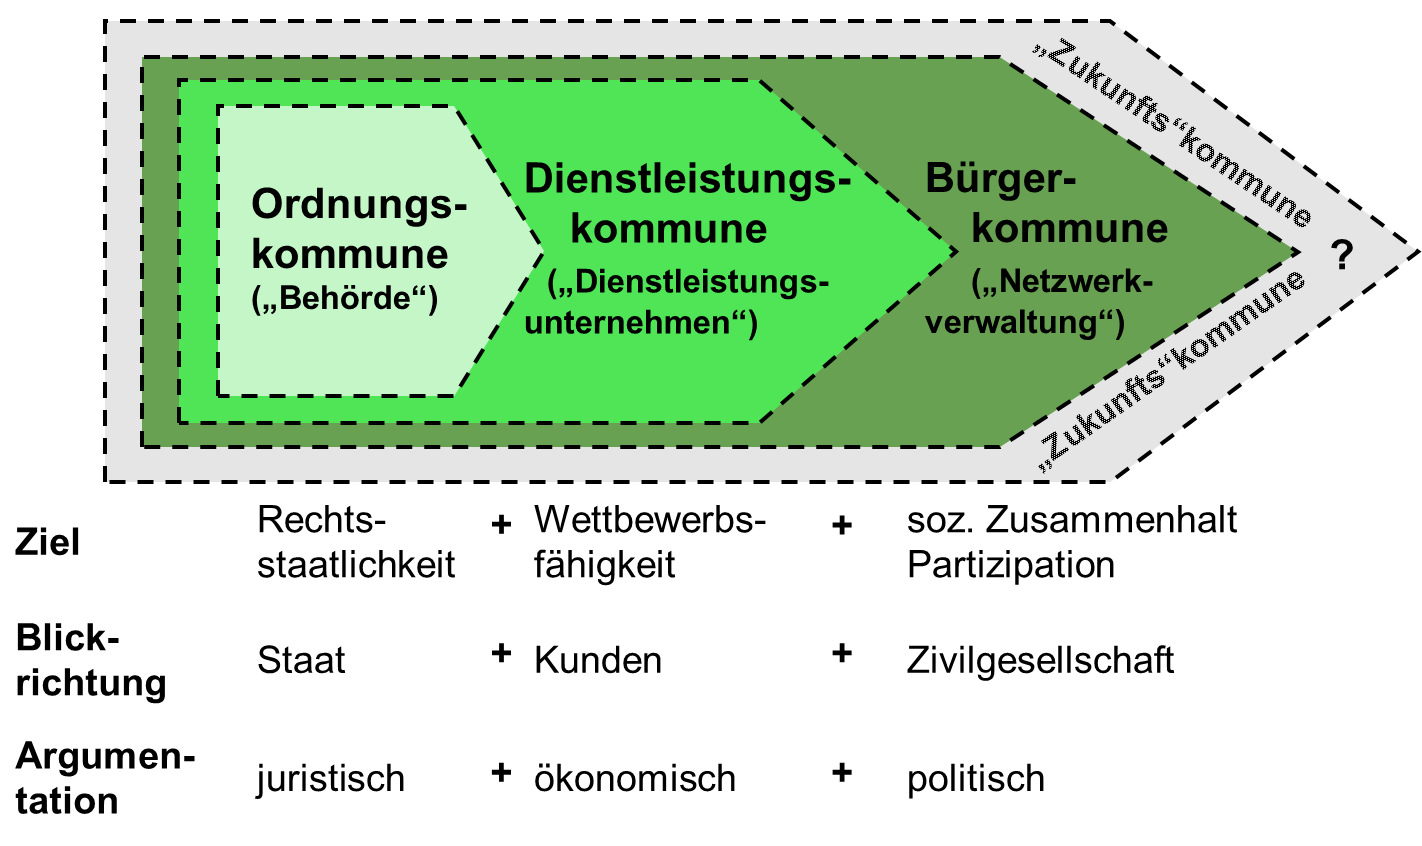 „Zukunfts“kommune
Ordnungs-
kommune
(„Behörde“)
Dienstleistungs-
kommune
(„Dienstleistungs-
unternehmen“)
Bürger-
kommune
(„Netzwerk-
verwaltung“)
?
„Zukunfts“kommune
Ziel
Rechts-
staatlichkeit
+
Wettbewerbs-
fähigkeit
+
soz. Zusammenhalt
Partizipation
Blick-
richtung
Staat
+
Kunden
+
Zivilgesellschaft
Argumen-
tation
juristisch
+
ökonomisch
+
politisch